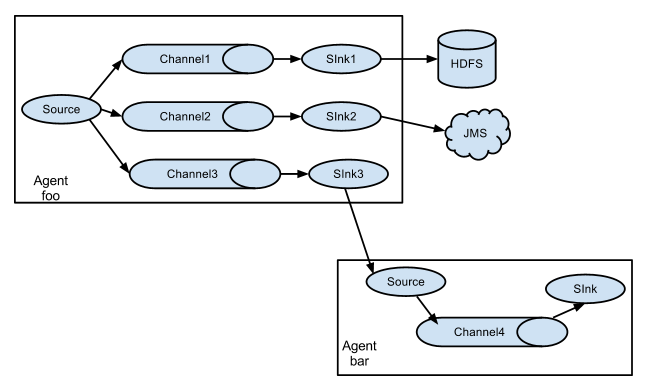 Channel1
SInk1
HDFS
Source
Channel2
SInk2
JMS
Channel3
SInk3
Agent
foo
Source
SInk
Channel4
Agent
bar